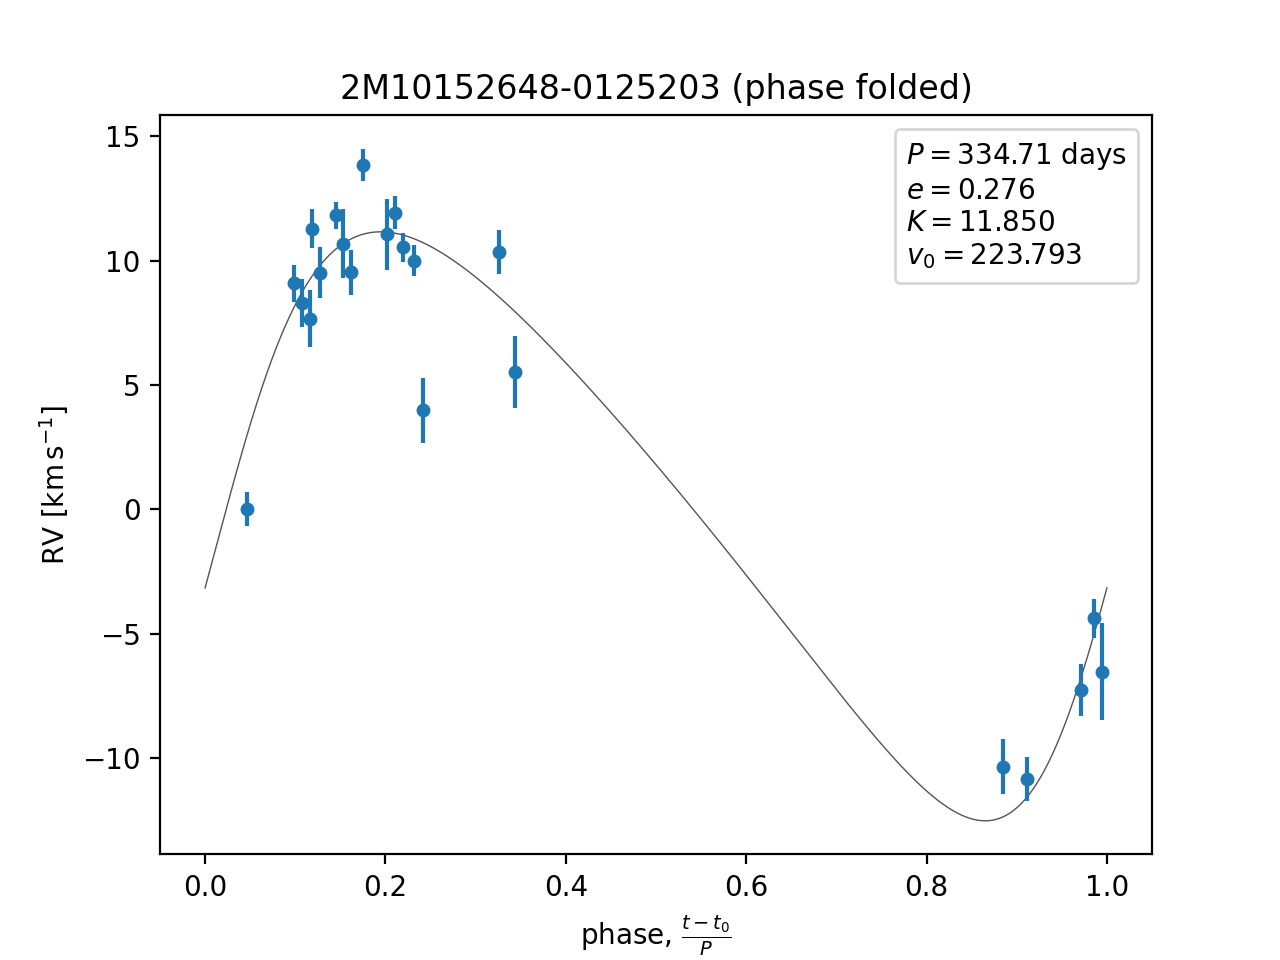 2M10152648-0125203 (phase folded)
P = 334.71 days
e = 0.276
K = 11.850
v₀ = 223.793
15
10
5
0
−5
−10
RV [km s⁻¹]
0.0 0.2 0.4 0.6 0.8 1.0
phase, (t − t₀)/P